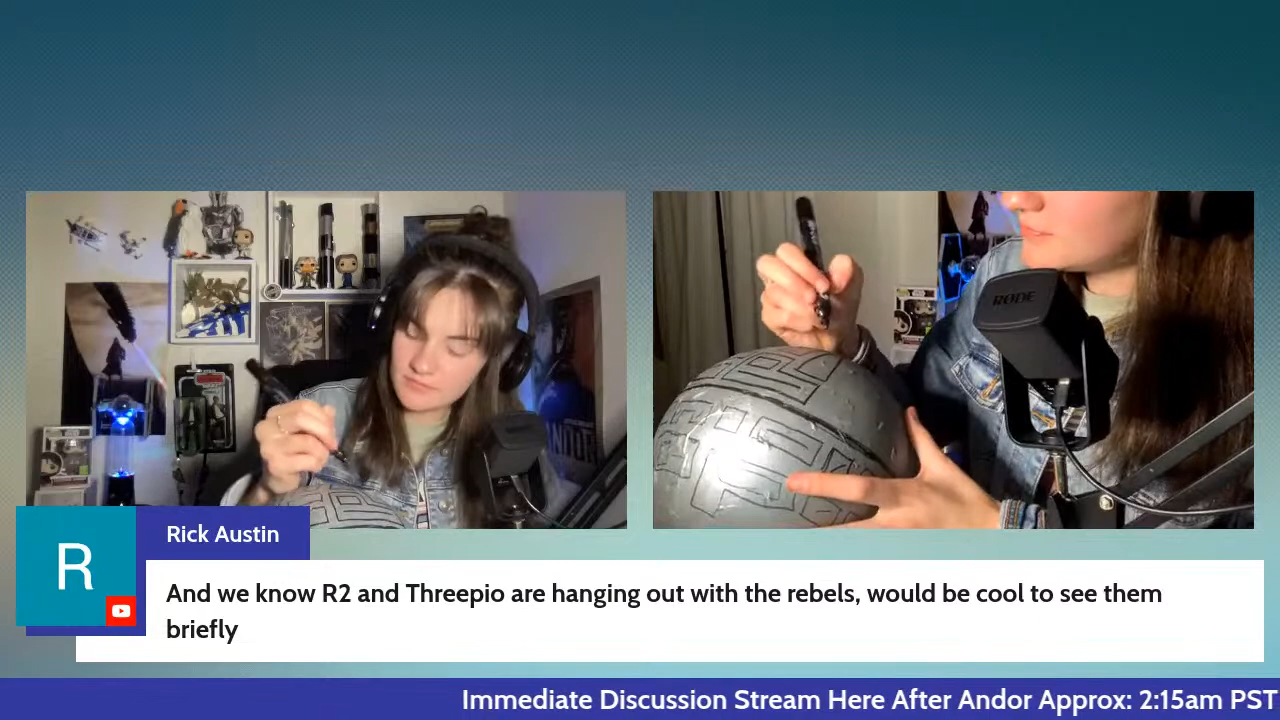 RØDE
ANDOR
R
Rick Austin
And we know R2 and Threepio are hanging out with the rebels, would be cool to see them
briefly
Immediate Discussion Stream Here After Andor Approx: 2:15am PST